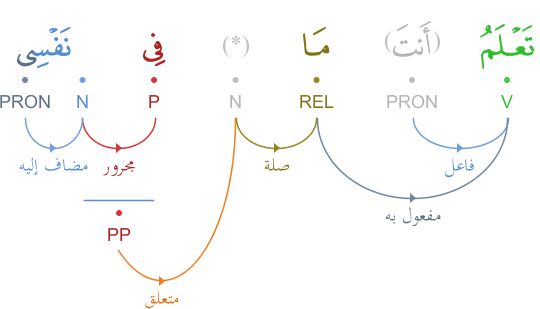 تَعْلَمُ (أَنتَ) مَا (*) فِى نَفْسِى
V PRON REL N P N PRON
فاعل صلة مجرور مضاف إليه
مفعول به
PP
متعلق